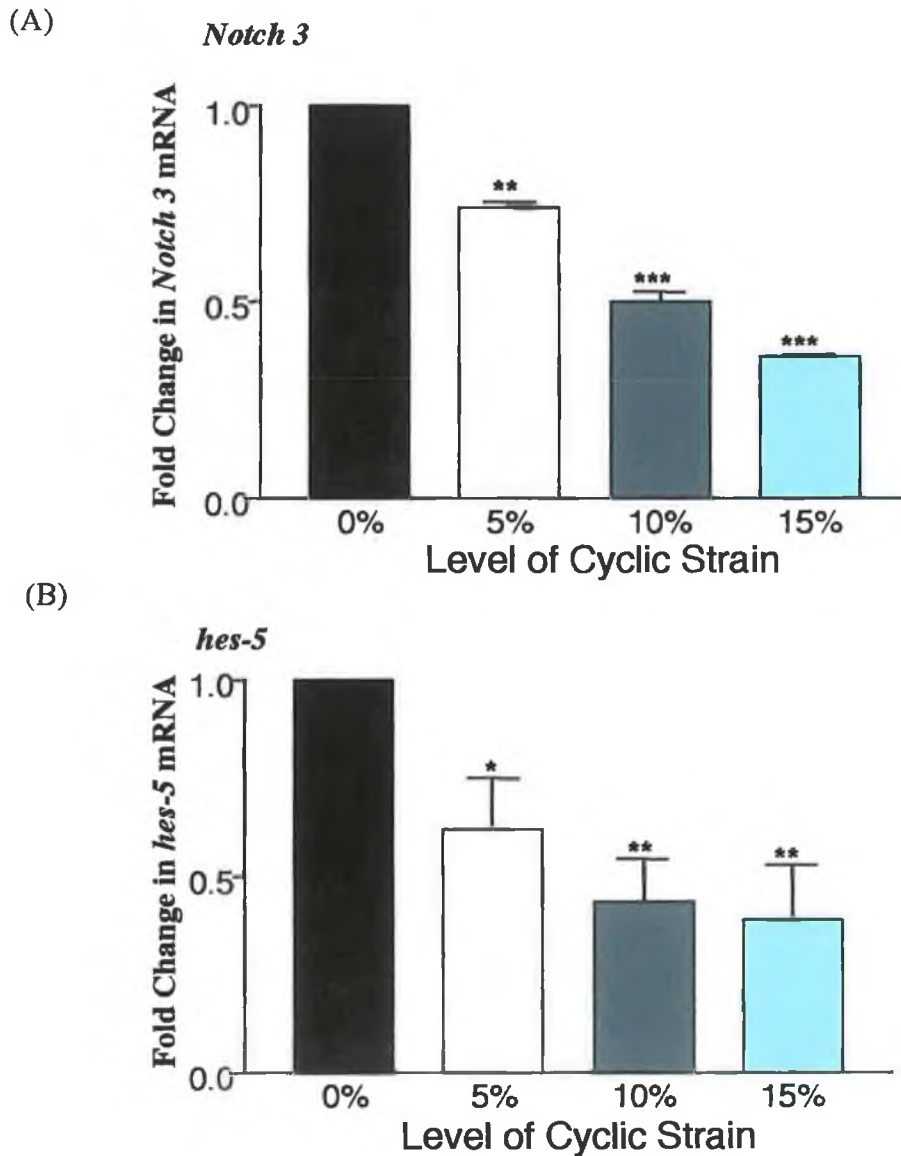 (A)
Notch 3
Fold Change in Notch 3 mRNA
1.0
0.5
0.0
**
***
***
0% 5% 10% 15%
Level of Cyclic Strain
(B)
hes-5
Fold Change in hes-5 mRNA
1.0
0.5
0.0
*
**
**
0% 5% 10% 15%
Level of Cyclic Strain